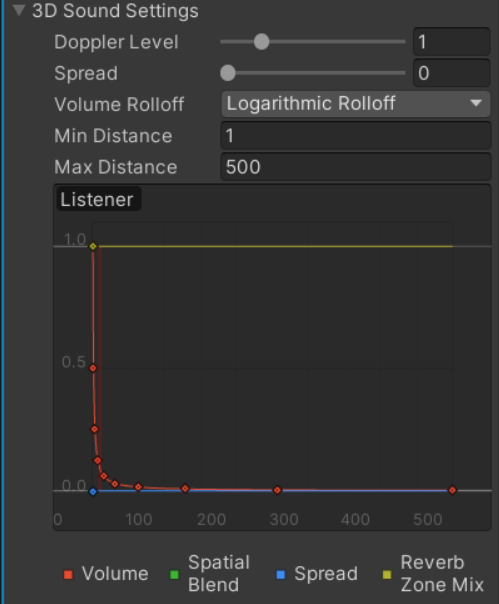 3D Sound Settings
Doppler Level 1
Spread 0
Volume Rolloff Logarithmic Rolloff
Min Distance 1
Max Distance 500
Listener
1.0
0.5
0.0
0 100 200 300 400 500
Volume Spatial Blend Spread Reverb Zone Mix